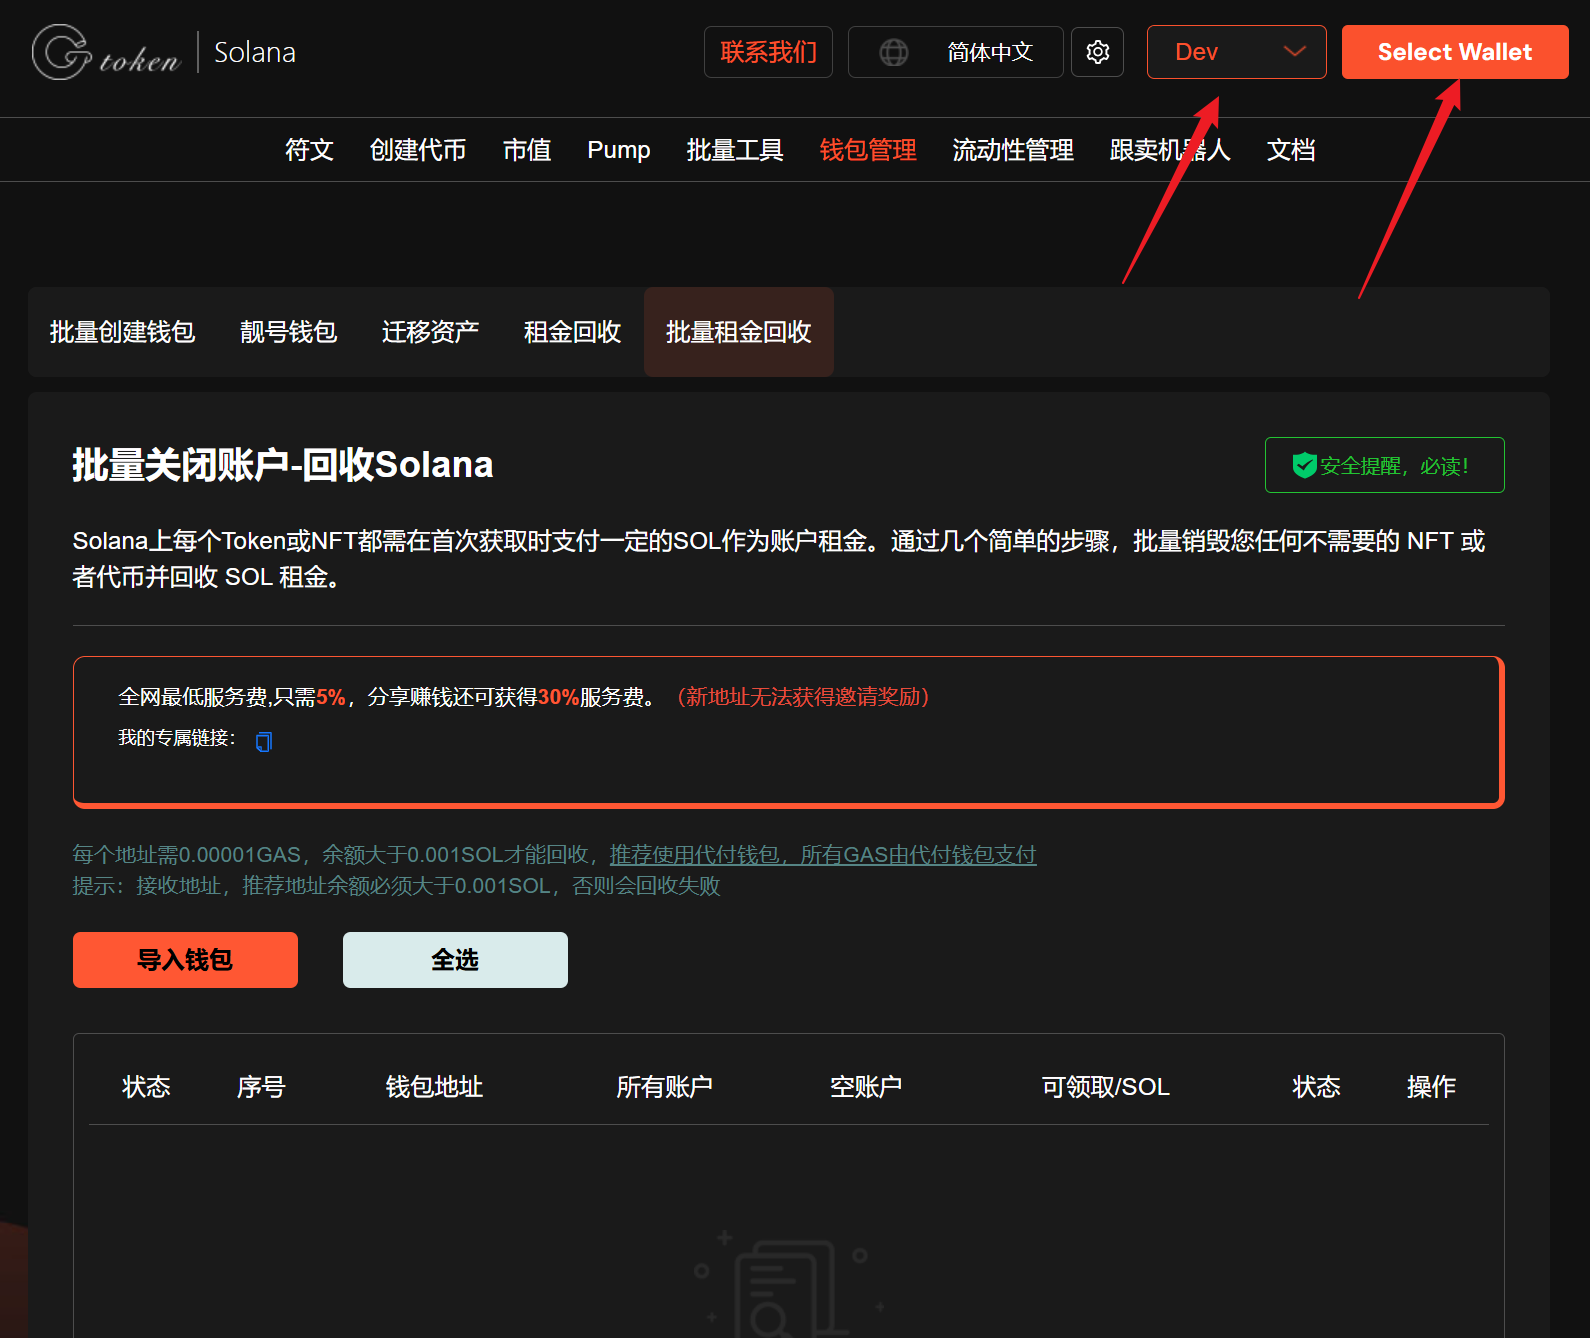 Gtoken
Solana
联系我们
简体中文
Dev
Select Wallet
符文
创建代币
市值
Pump
批量工具
钱包管理
流动性管理
跟卖机器人
文档
批量创建钱包
靓号钱包
迁移资产
租金回收
批量租金回收
批量关闭账户-回收Solana
安全提醒，必读！
Solana上每个Token或NFT都需在首次获取时支付一定的SOL作为账户租金。通过几个简单的步骤，批量销毁您任何不需要的 NFT 或
者代币并回收 SOL 租金。
全网最低服务费,只需5%，分享赚钱还可获得30%服务费。（新地址无法获得邀请奖励）
我的专属链接：
每个地址需0.00001GAS，余额大于0.001SOL才能回收，推荐使用代付钱包，所有GAS由代付钱包支付
提示：接收地址，推荐地址余额必须大于0.001SOL，否则会回收失败
导入钱包
全选
状态
序号
钱包地址
所有账户
空账户
可领取/SOL
状态
操作